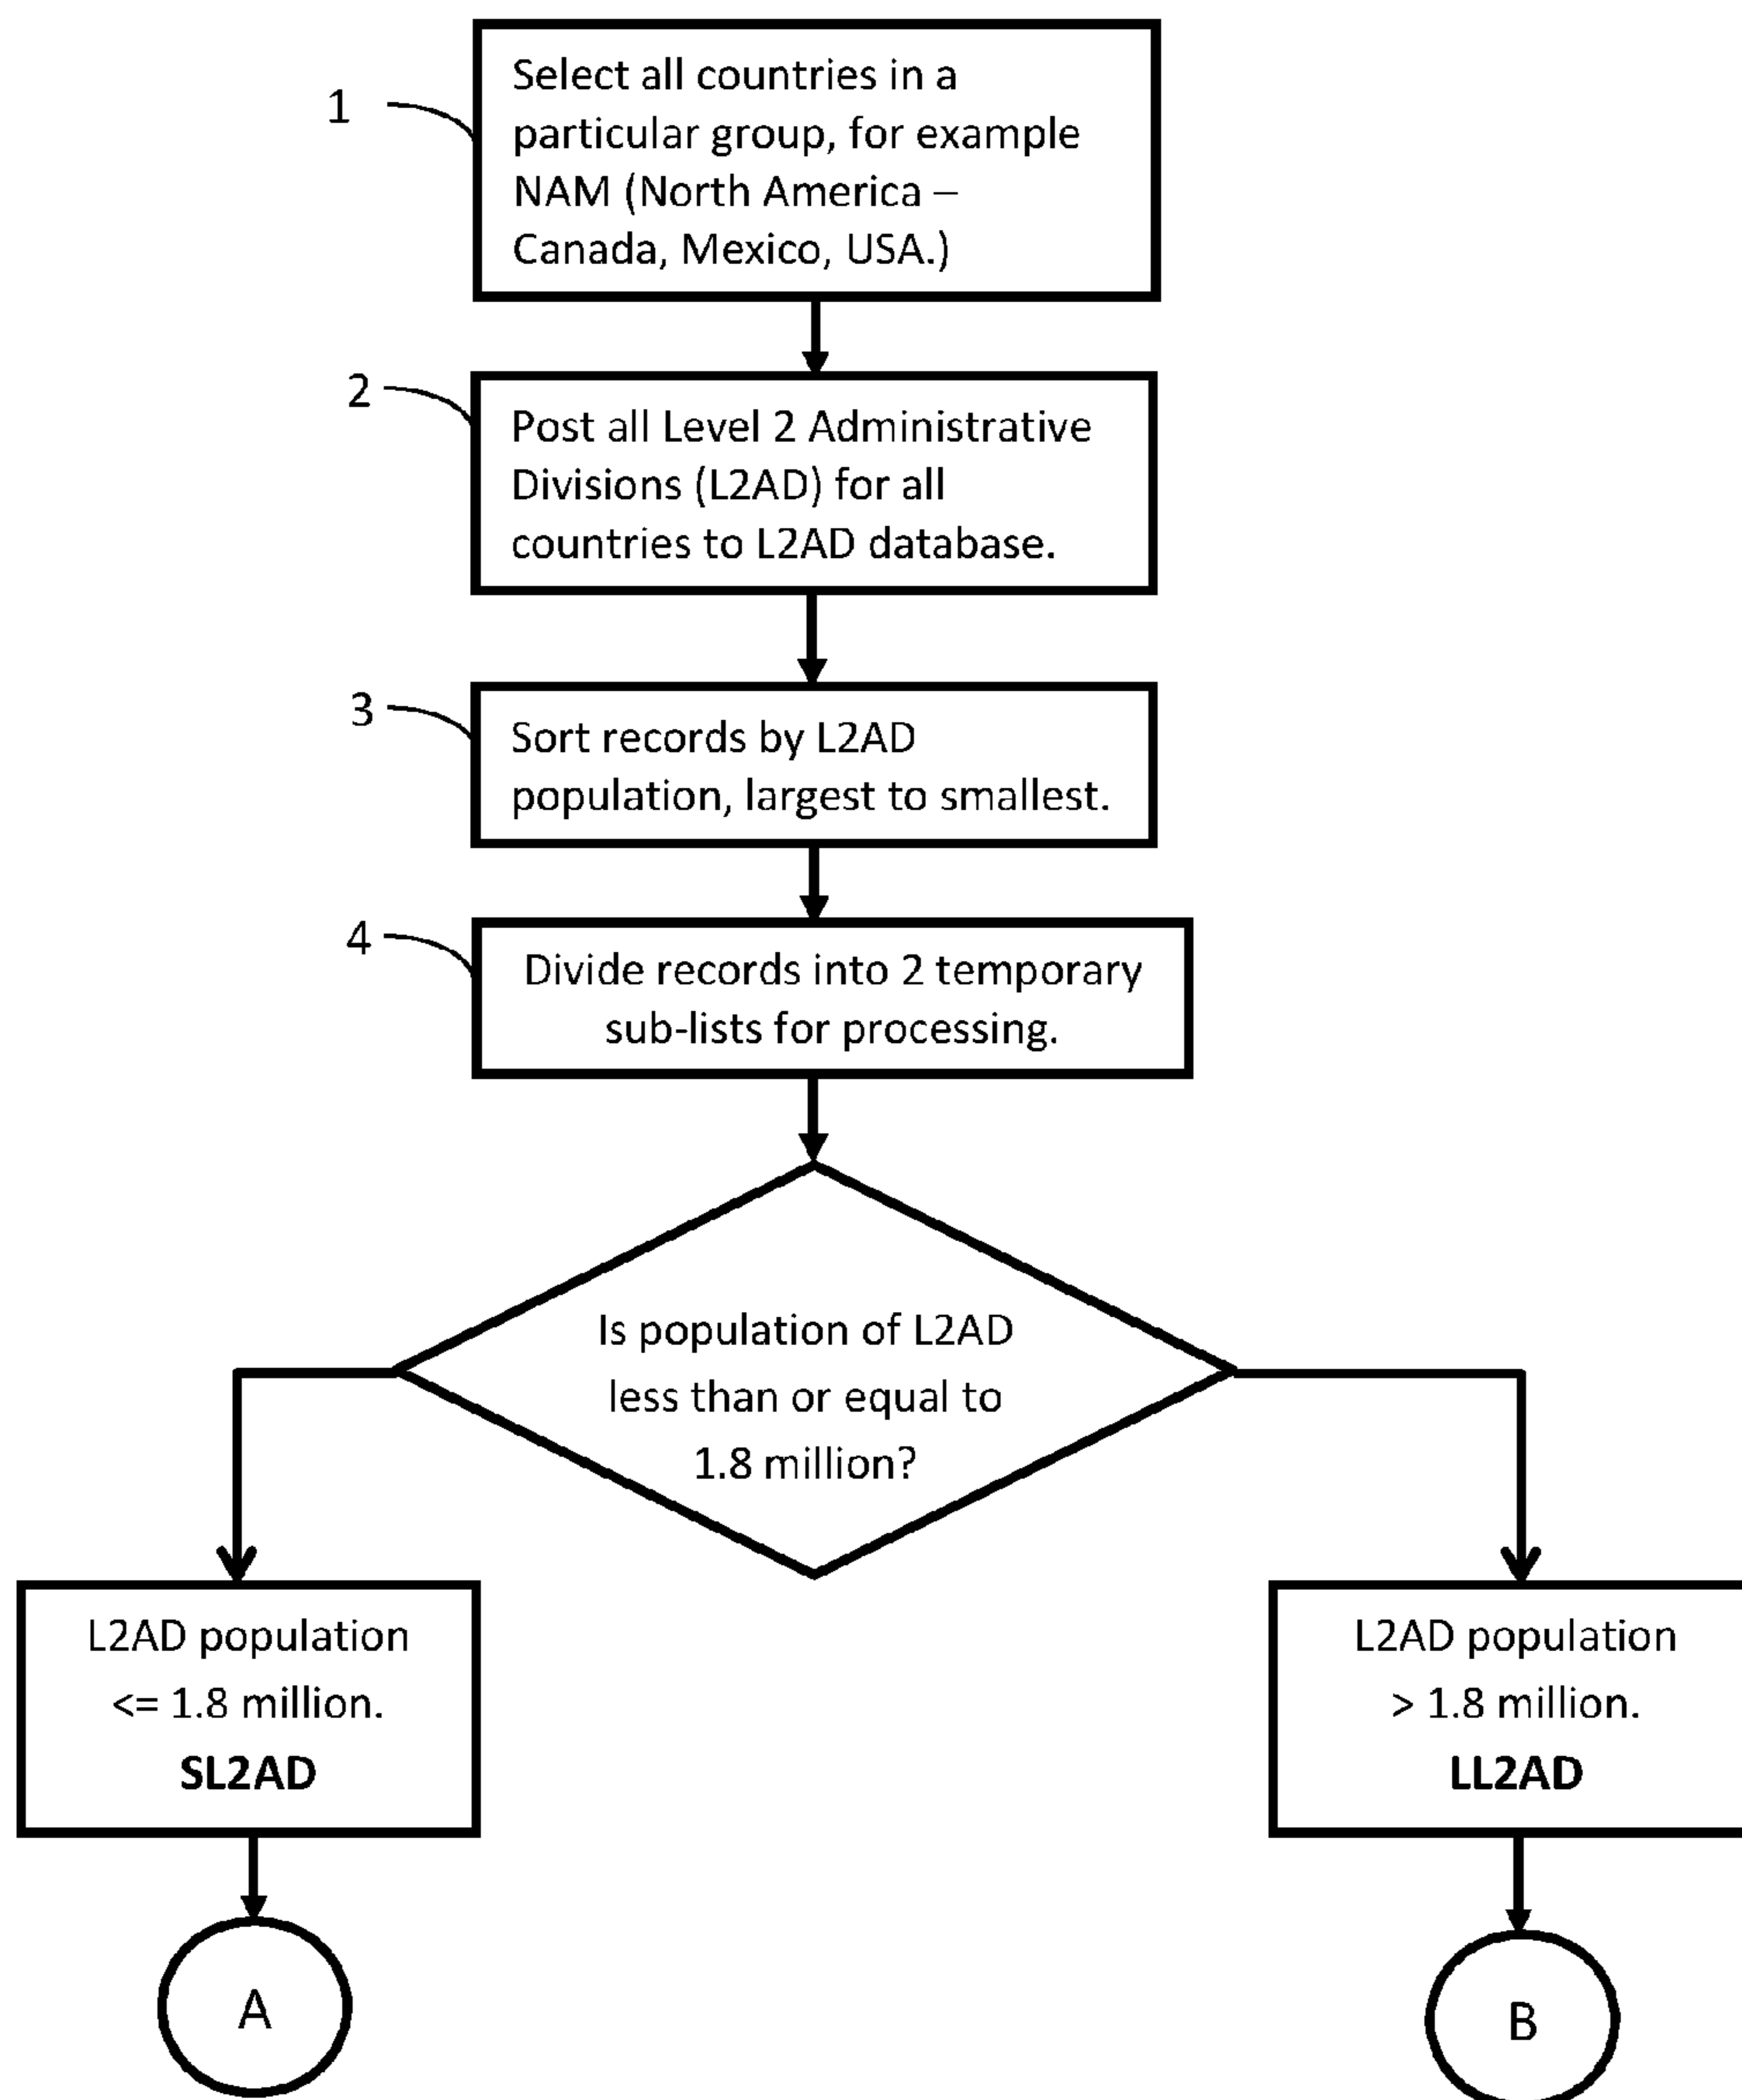 1
Select all countries in a
particular group, for example
NAM (North America –
Canada, Mexico, USA.)
2
Post all Level 2 Administrative
Divisions (L2AD) for all
countries to L2AD database.
3
Sort records by L2AD
population, largest to smallest.
4
Divide records into 2 temporary
sub-lists for processing.
Is population of L2AD
less than or equal to
1.8 million?
L2AD population
<= 1.8 million.
SL2AD
L2AD population
> 1.8 million.
LL2AD
A
B